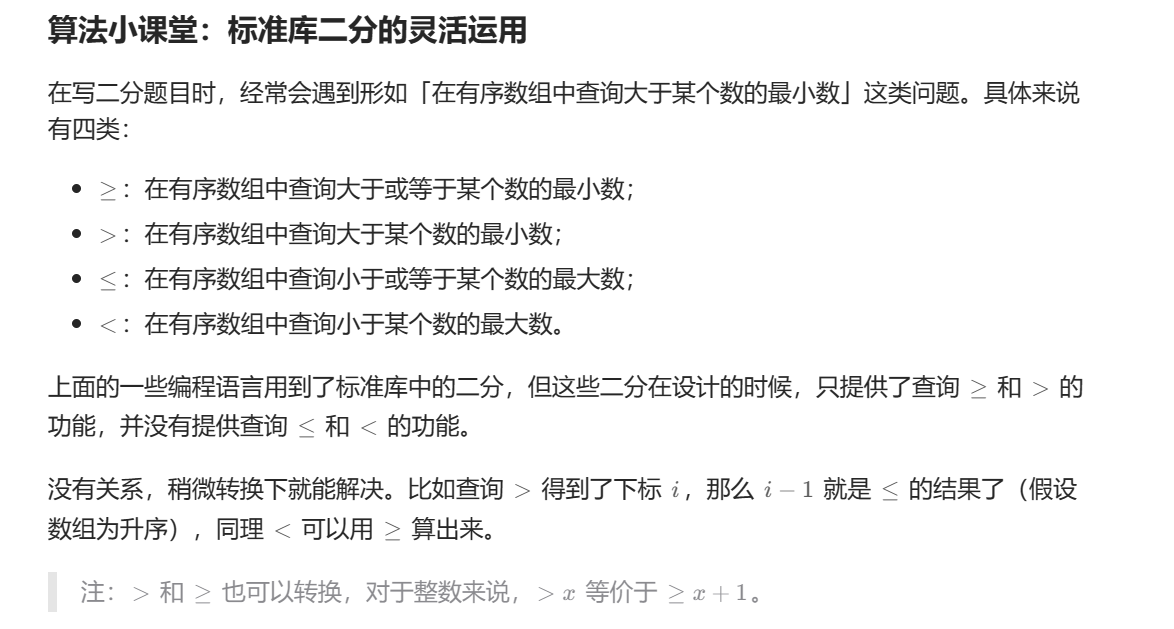 算法小课堂：标准库二分的灵活运用
在写二分题目时，经常会遇到形如「在有序数组中查询大于某个数的最小数」这类问题。具体来说
有四类：
• ≥：在有序数组中查询大于或等于某个数的最小数；
• >：在有序数组中查询大于某个数的最小数；
• ≤：在有序数组中查询小于或等于某个数的最大数；
• <：在有序数组中查询小于某个数的最大数。
上面的一些编程语言用到了标准库中的二分，但这些二分在设计的时候，只提供了查询 ≥ 和 > 的
功能，并没有提供查询 ≤ 和 < 的功能。
没有关系，稍微转换下就能解决。比如查询 > 得到了下标 i，那么 i − 1 就是 ≤ 的结果了（假设
数组为升序），同理 < 可以用 ≥ 算出来。
注：> 和 ≥ 也可以转换，对于整数来说，> x 等价于 ≥ x + 1。